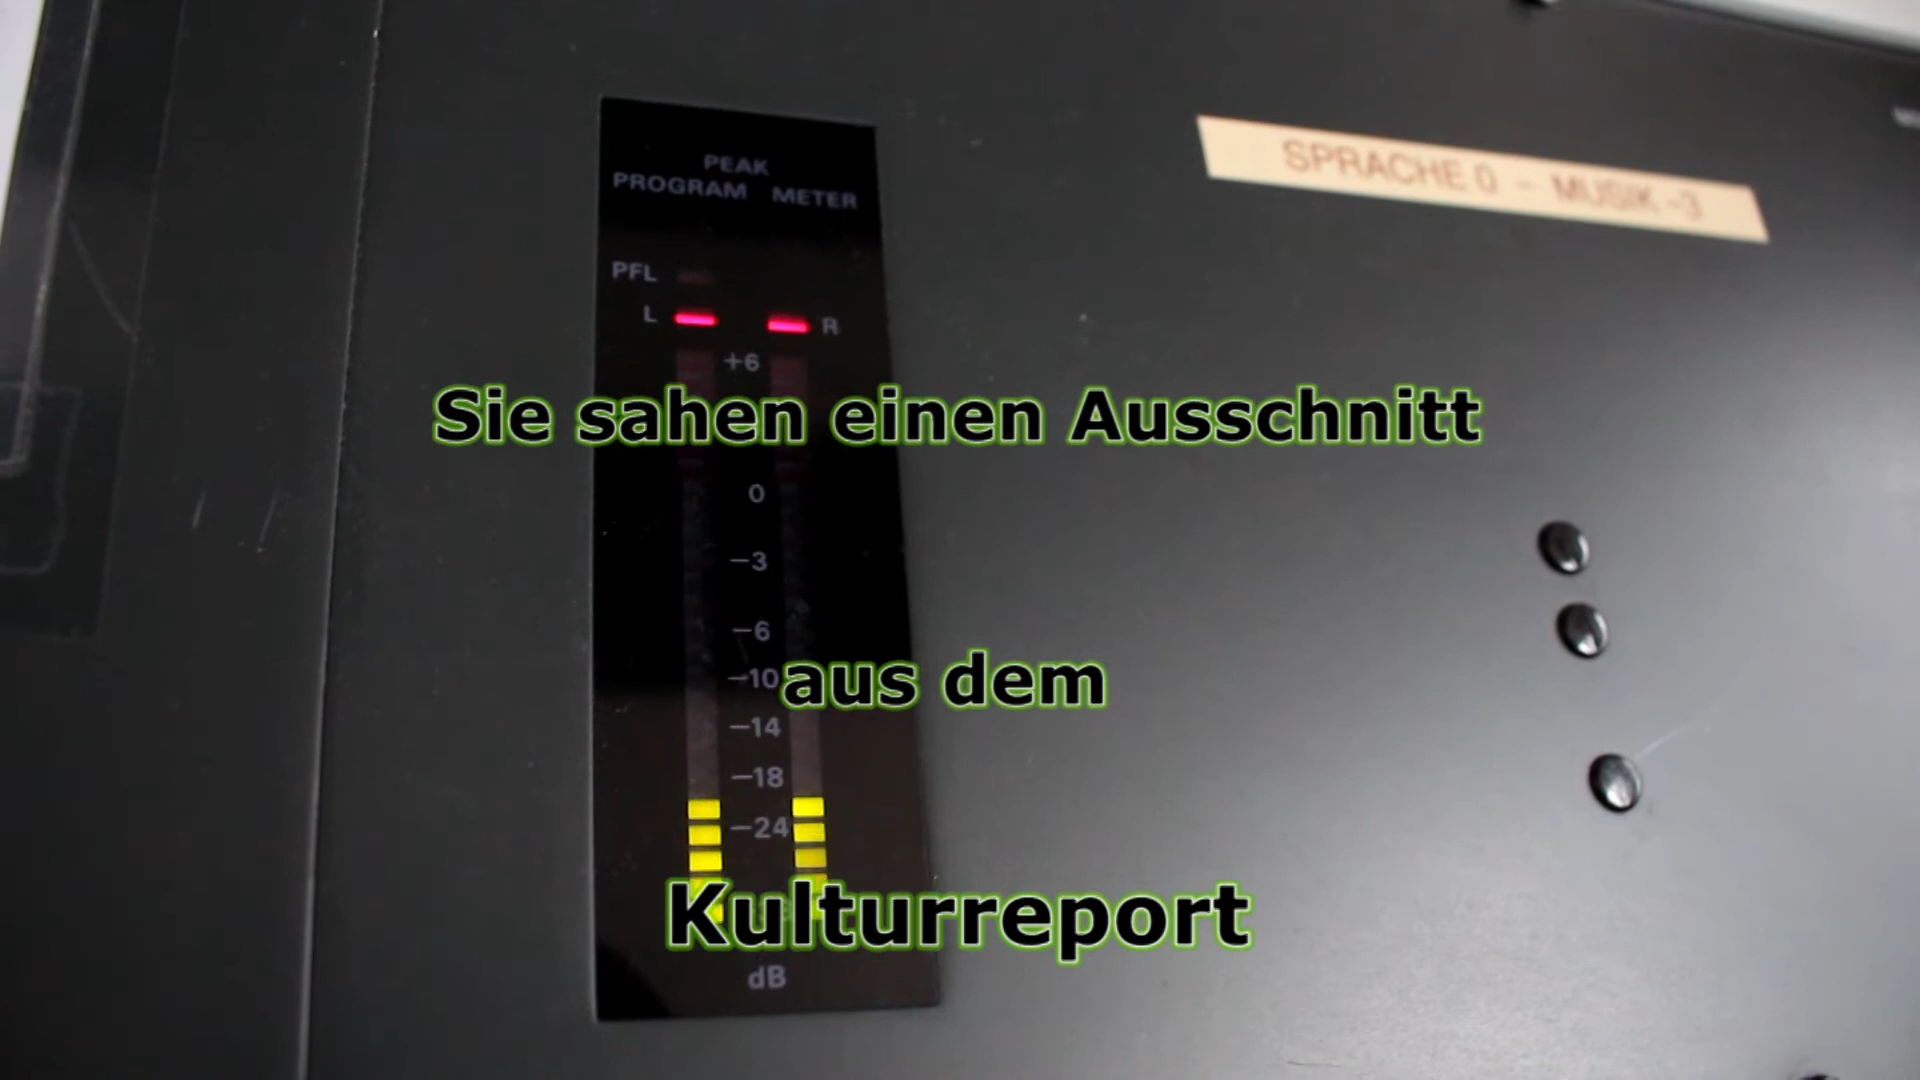 PEAK
PROGRAM METER
SPRACHE 0 - MUSIK -3
PFL
L R
+6
Sie sahen einen Ausschnitt
0
-3
-6
-10
aus dem
-14
-18
-24
Kulturreport
dB